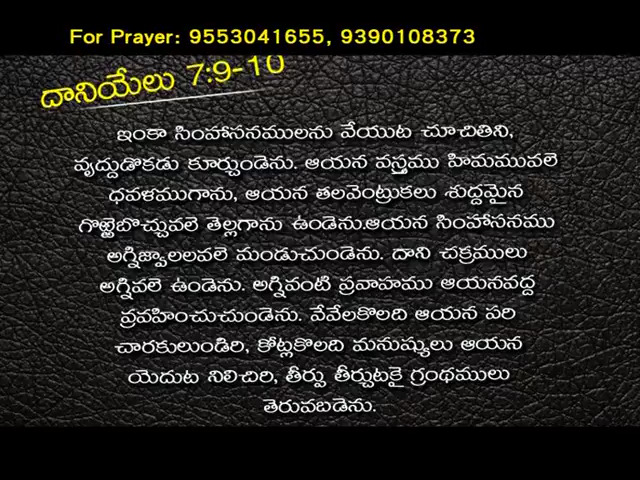 For Prayer: 9553041655, 9390108373
దానియేలు 7:9-10
ఇంకా సింహాసనములను వేయుట చూచితిని,
వృద్ధుడొకడు కూర్చుండెను. ఆయన వస్త్రము హిమమువలె
ధవళముగాను, ఆయన తలవెంట్రుకలు శుద్ధమైన
గొఱ్ఱెబొచ్చువలె తెల్లగాను ఉండెను.ఆయన సింహాసనము
అగ్నిజ్వాలలవలె మండుచుండెను. దాని చక్రములు
అగ్నివలె ఉండెను. అగ్నివంటి ప్రవాహము ఆయనవద్ద
ప్రవహించుచుండెను. వేవేలకొలది ఆయన పరి
చారకులుండిరి, కోట్లకొలది మనుష్యులు ఆయన
యెదుట నిలిచిరి, తీర్పు తీర్చుటకై గ్రంథములు
తెరువబడెను.